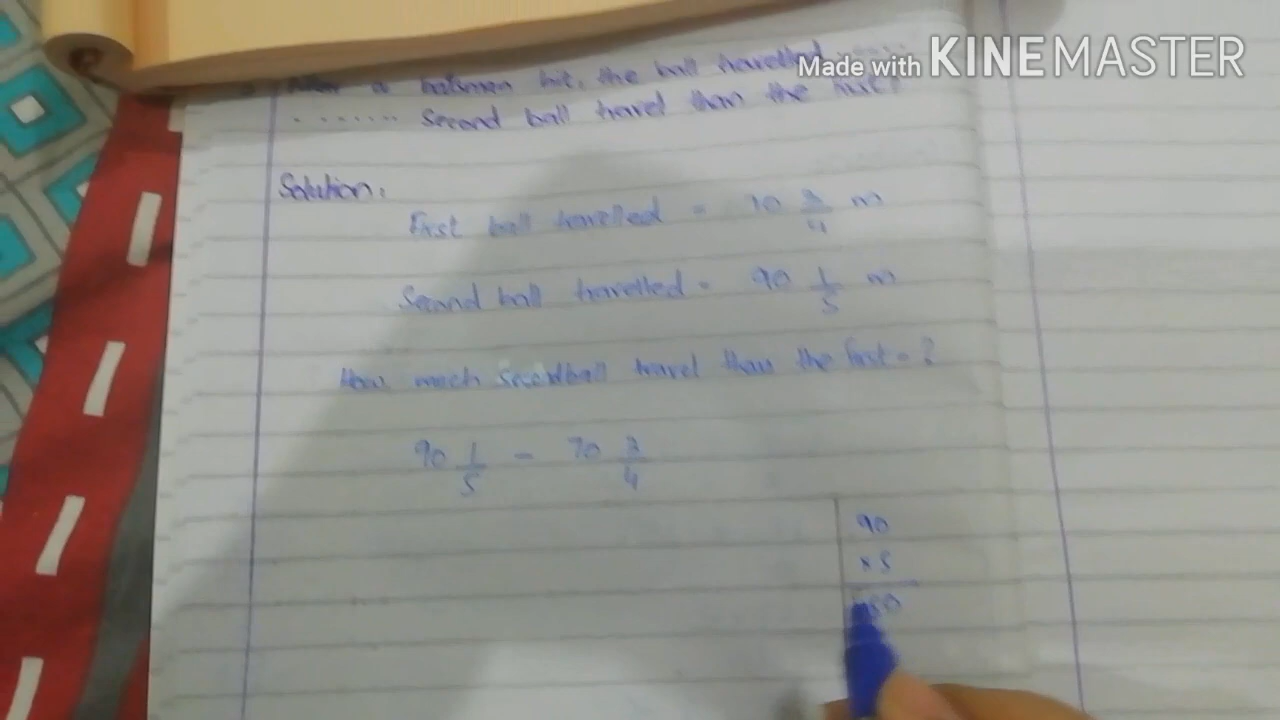 Made with KINEMASTER
a batsman hit, the ball travelled
....... Second ball travel than the first?
Solution:
First ball travelled = 70 3/4 m
Second ball travelled = 90 1/5 m
How much second ball travel than the first = ?
90 1/5 - 70 3/4
90
x 5
50